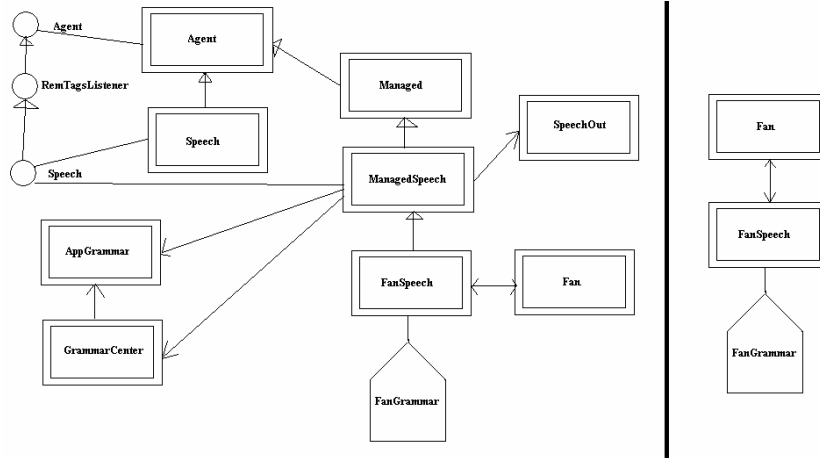 Agent
Agent
RemTagsListener
Managed
SpeechOut
Speech
Speech
ManagedSpeech
AppGrammar
FanSpeech
Fan
GrammarCenter
FanGrammar
Fan
FanSpeech
FanGrammar